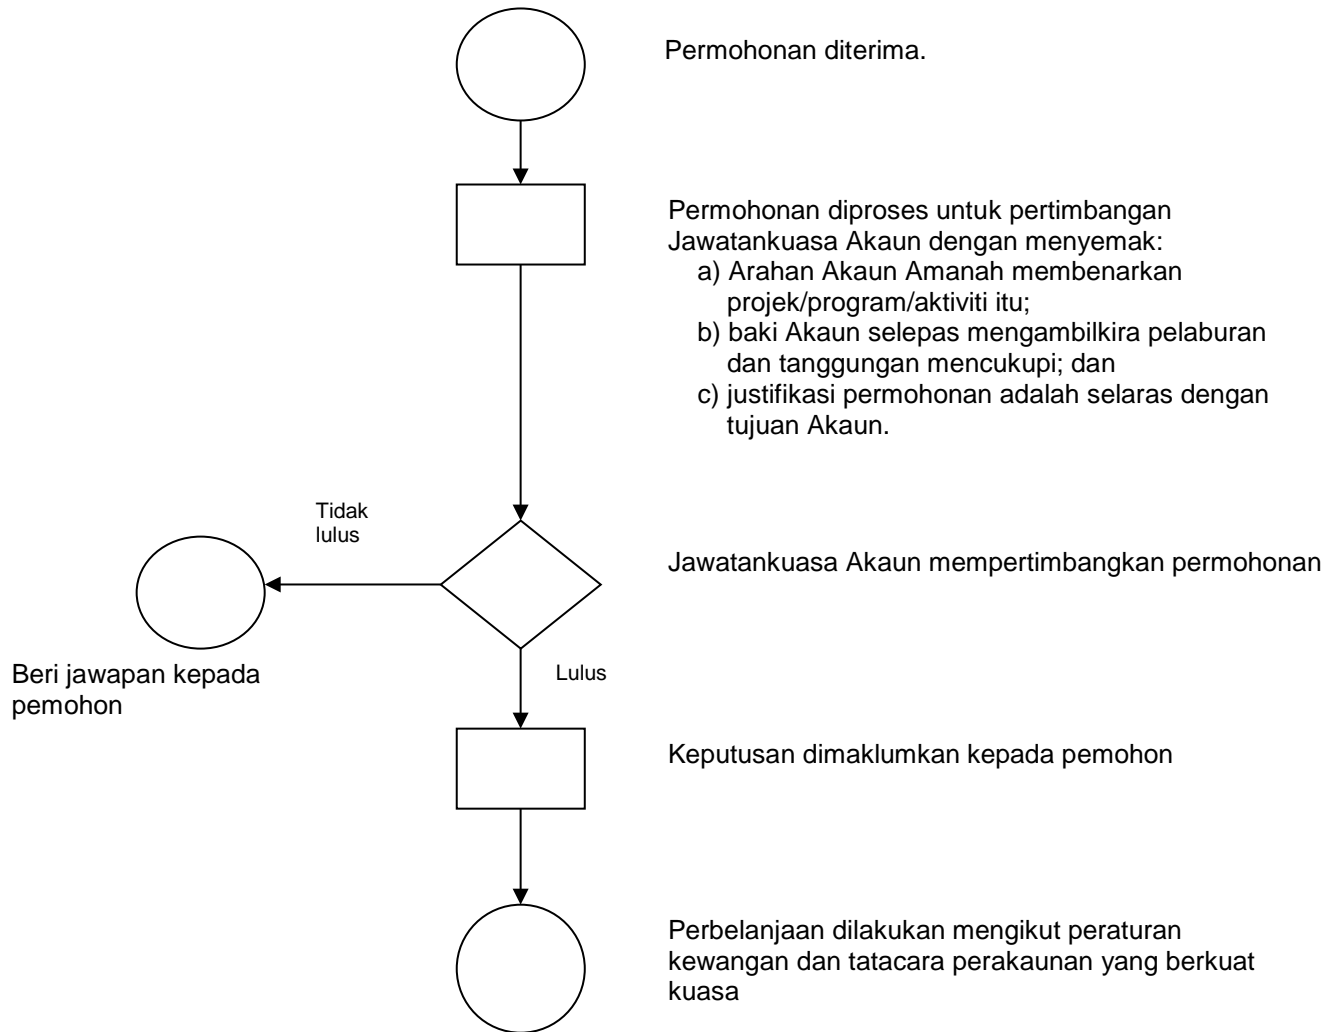 Permohonan diterima.
Permohonan diproses untuk pertimbangan
Jawatankuasa Akaun dengan menyemak:
a) Arahan Akaun Amanah membenarkan
projek/program/aktiviti itu;
b) baki Akaun selepas mengambilkira pelaburan
dan tanggungan mencukupi; dan
c) justifikasi permohonan adalah selaras dengan
tujuan Akaun.
Tidak
lulus
Jawatankuasa Akaun mempertimbangkan permohonan
Beri jawapan kepada
pemohon
Lulus
Keputusan dimaklumkan kepada pemohon
Perbelanjaan dilakukan mengikut peraturan
kewangan dan tatacara perakaunan yang berkuat
kuasa